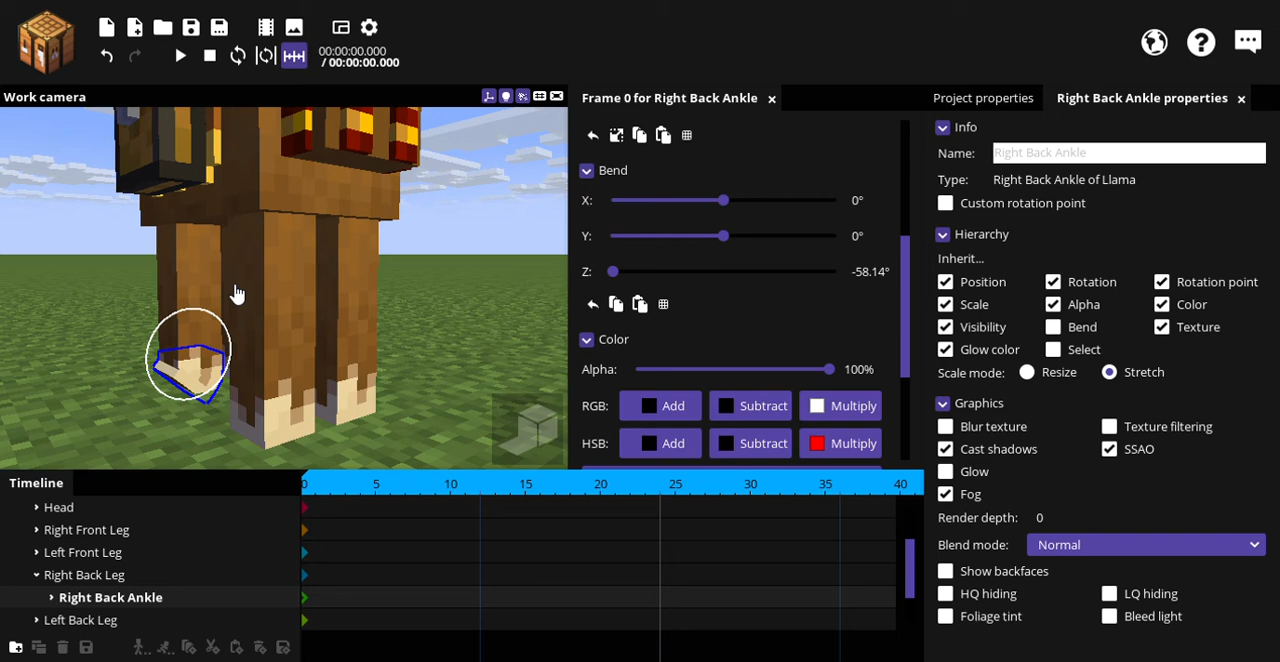 00:00:00.000
/ 00:00:00.000
Work camera
Frame 0 for Right Back Ankle
Bend
X: 0°
Y: 0°
Z: -58.14°
Color
Alpha: 100%
RGB: Add Subtract Multiply
HSB: Add Subtract Multiply
Project properties
Right Back Ankle properties
Info
Name: Right Back Ankle
Type: Right Back Ankle of Llama
Custom rotation point
Hierarchy
Inherit...
Position Rotation Rotation point
Scale Alpha Color
Visibility Bend Texture
Glow color Select
Scale mode: Resize Stretch
Graphics
Blur texture Texture filtering
Cast shadows SSAO
Glow
Fog
Render depth: 0
Blend mode: Normal
Show backfaces
HQ hiding LQ hiding
Foliage tint Bleed light
Timeline
0 5 10 15 20 25 30 35 40
Head
Right Front Leg
Left Front Leg
Right Back Leg
Right Back Ankle
Left Back Leg